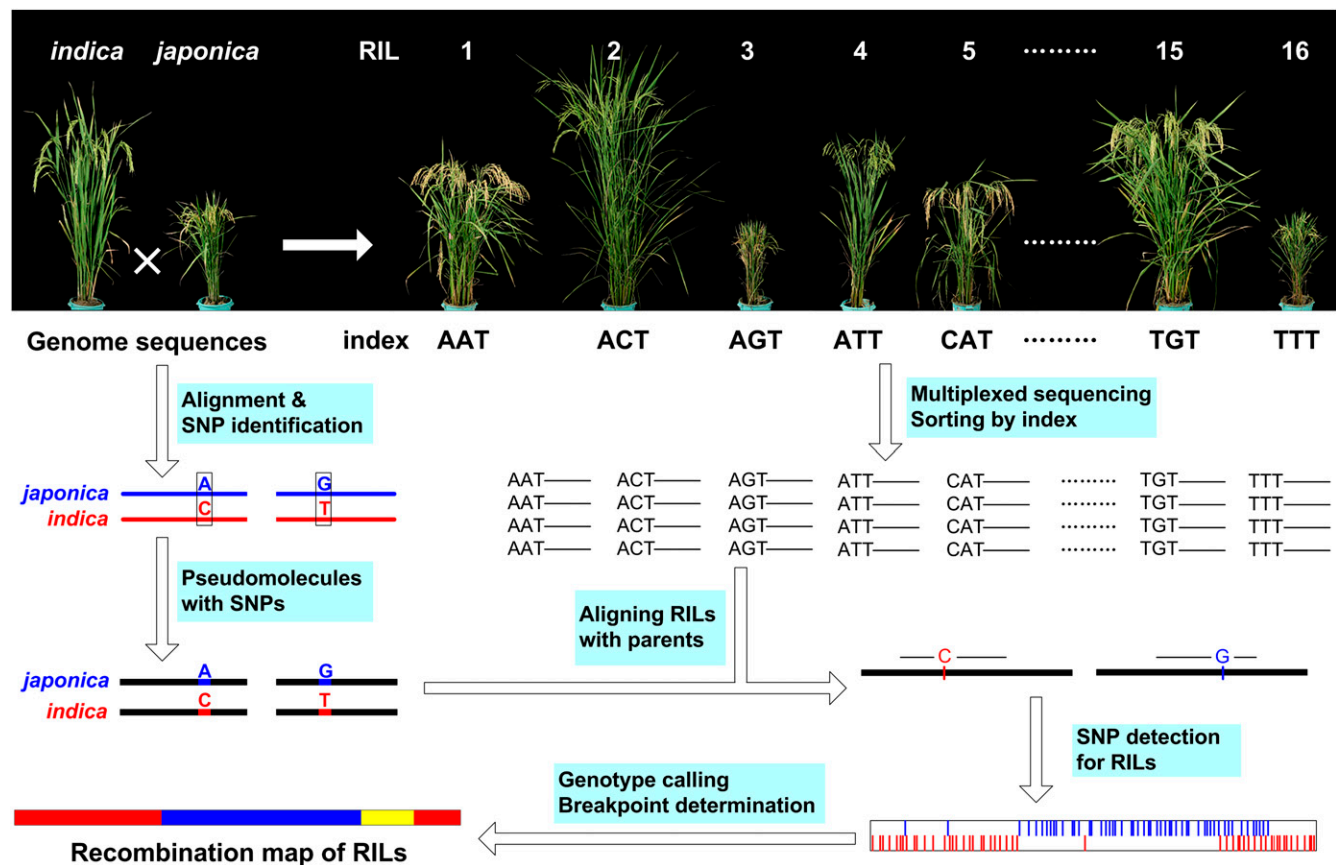 indica japonica RIL 1 2 3 4 5 ……… 15 16
Genome sequences index AAT ACT AGT ATT CAT ……… TGT TTT
Alignment &
SNP identification
Multiplexed sequencing
Sorting by index
japonica A G
indica C T
AAT ACT AGT ATT CAT ……… TGT TTT
AAT ACT AGT ATT CAT ……… TGT TTT
AAT ACT AGT ATT CAT ……… TGT TTT
AAT ACT AGT ATT CAT ……… TGT TTT
Pseudomolecules
with SNPs
Aligning RILs
with parents
japonica A G
indica C T
C G
SNP detection
for RILs
Genotype calling
Breakpoint determination
Recombination map of RILs